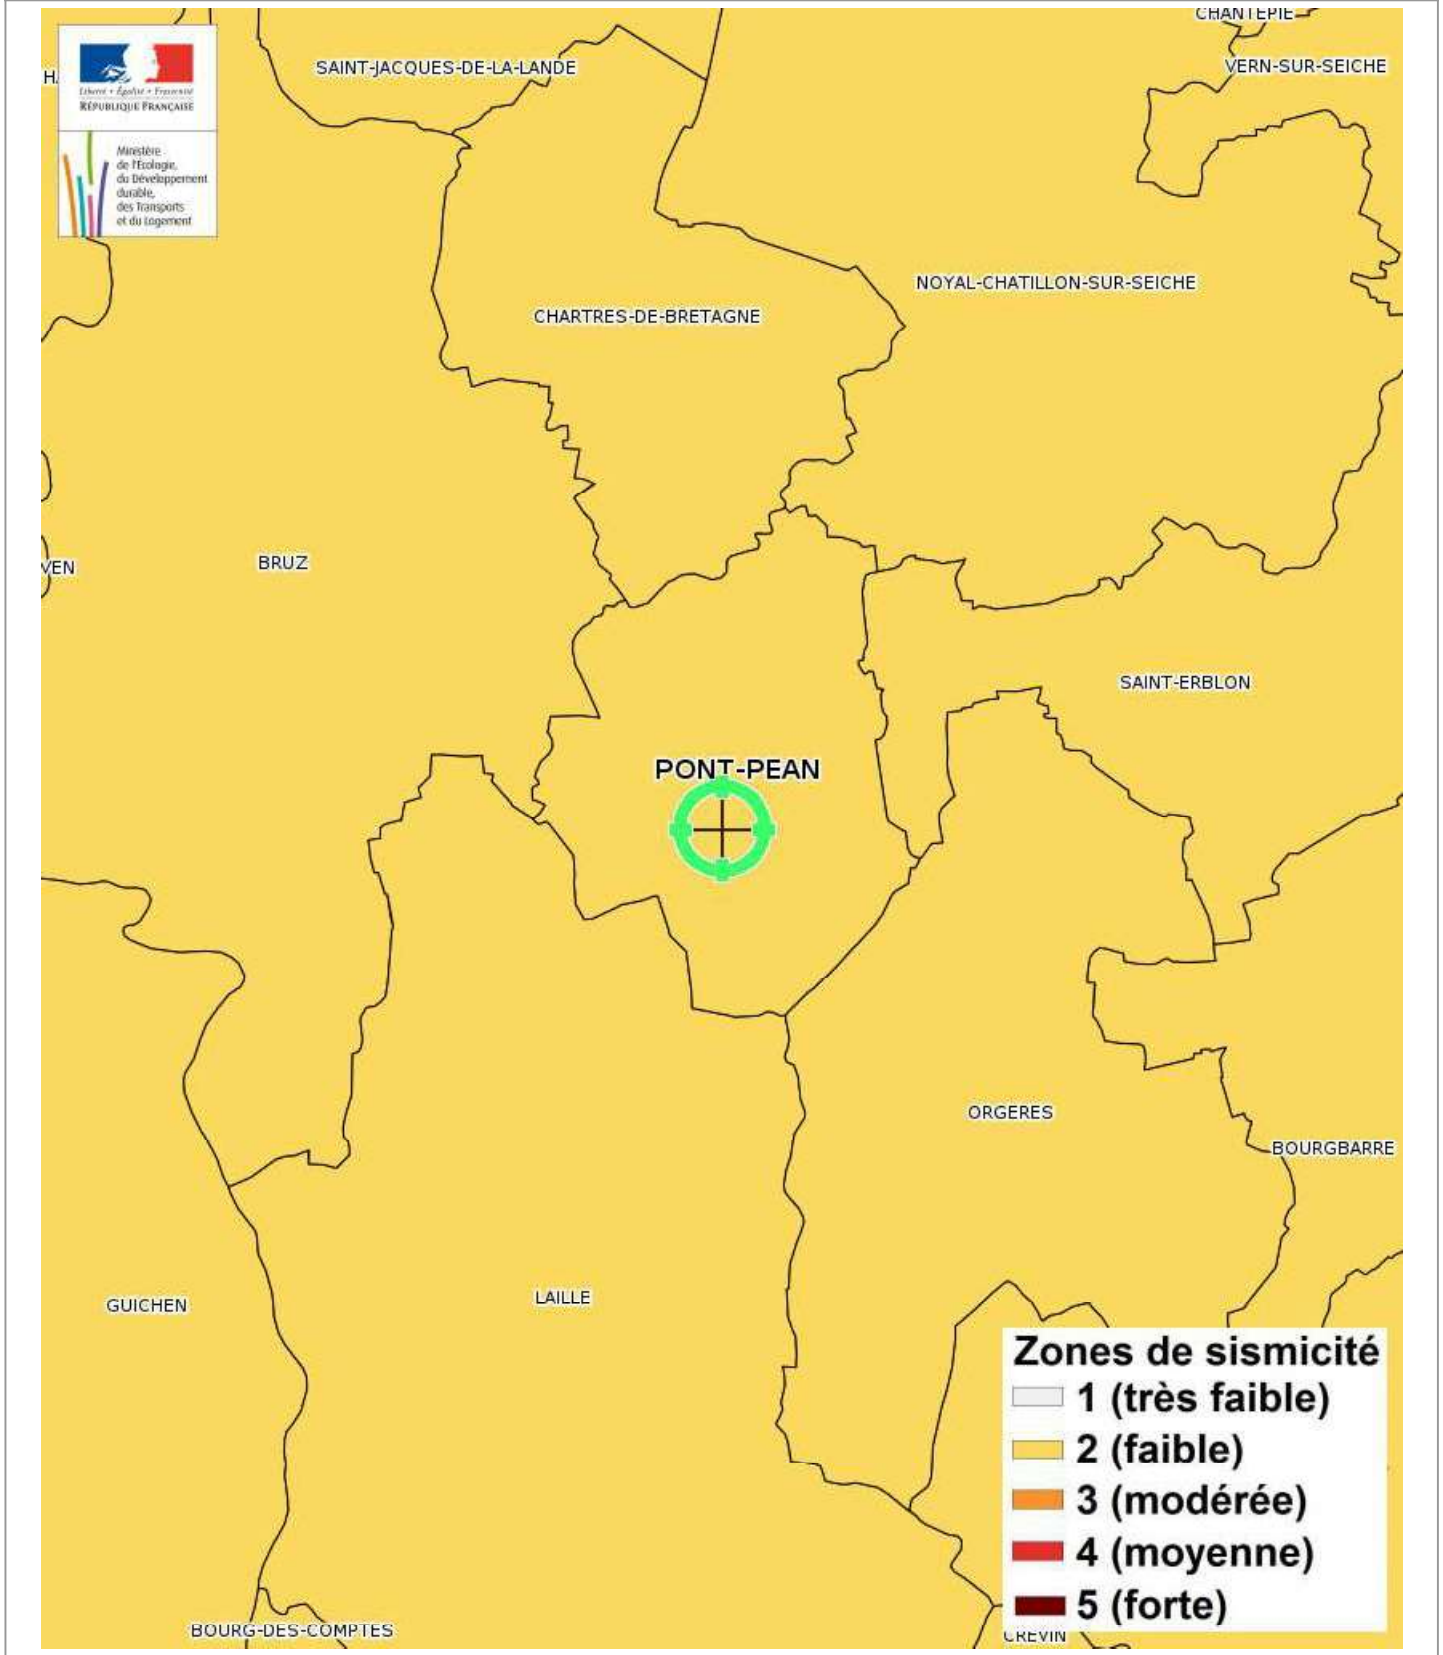 CHANTEPIE
SAINT-JACQUES-DE-LA-LANDE
VERN-SUR-SEICHE
H
Liberté • Égalité • Fraternité
RÉPUBLIQUE FRANÇAISE
Ministère
de l'Écologie,
du Développement
durable,
des Transports
et du Logement
NOYAL-CHATILLON-SUR-SEICHE
CHARTRES-DE-BRETAGNE
BRUZ
VEN
SAINT-ERBLON
PONT-PEAN
ORGERES
BOURGBARRE
GUICHEN
LAILLE
Zones de sismicité
1 (très faible)
2 (faible)
3 (modérée)
4 (moyenne)
5 (forte)
BOURG-DES-COMPTES
CREVIN